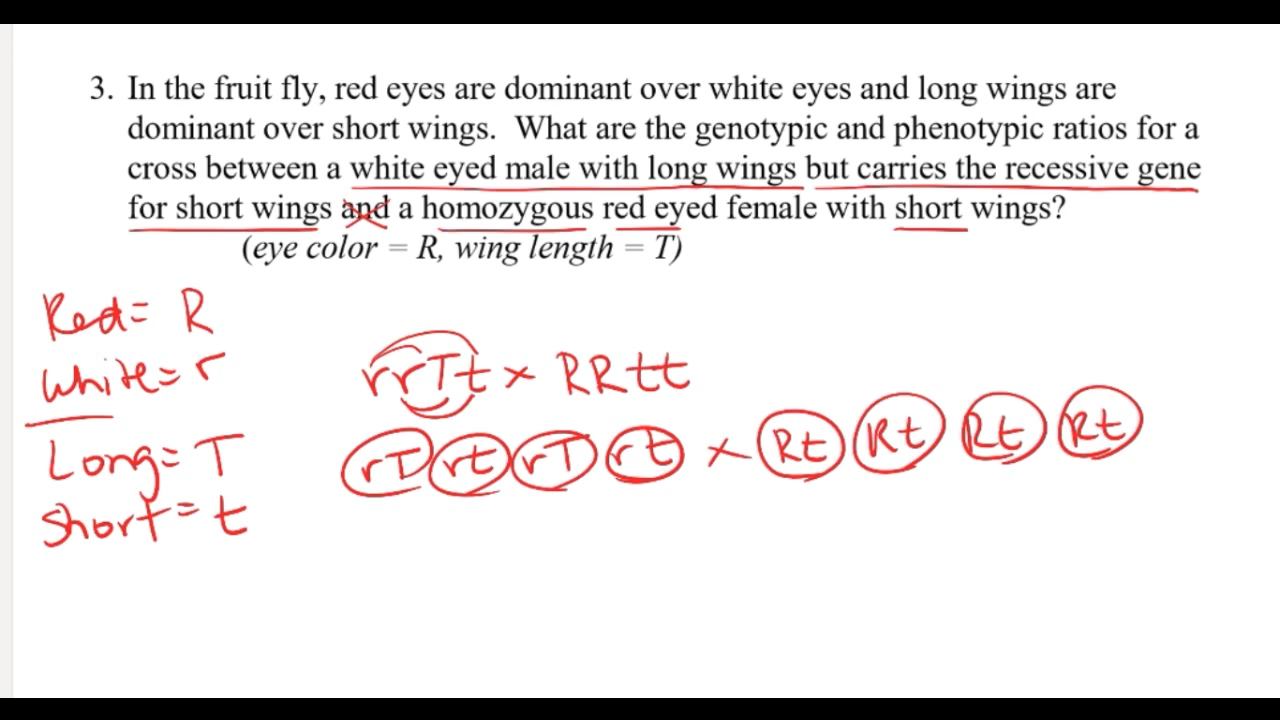 3. In the fruit fly, red eyes are dominant over white eyes and long wings are
dominant over short wings. What are the genotypic and phenotypic ratios for a
cross between a white eyed male with long wings but carries the recessive gene
for short wings and a homozygous red eyed female with short wings?
(eye color = R, wing length = T)
Red = R
white = r
Long = T
Short = t
rrTt × RRtt
rT rt rT rt × Rt Rt Rt Rt